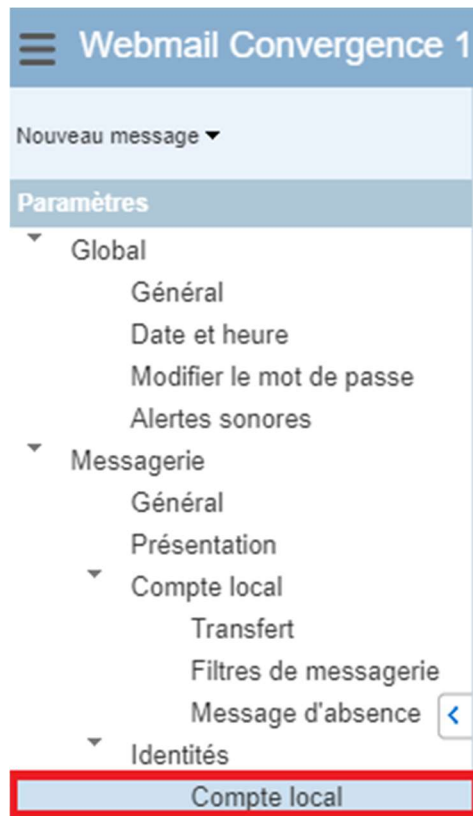 Webmail Convergence 1
Nouveau message
Paramètres
Global
Général
Date et heure
Modifier le mot de passe
Alertes sonores
Messagerie
Général
Présentation
Compte local
Transfert
Filtres de messagerie
Message d'absence
Identités
Compte local